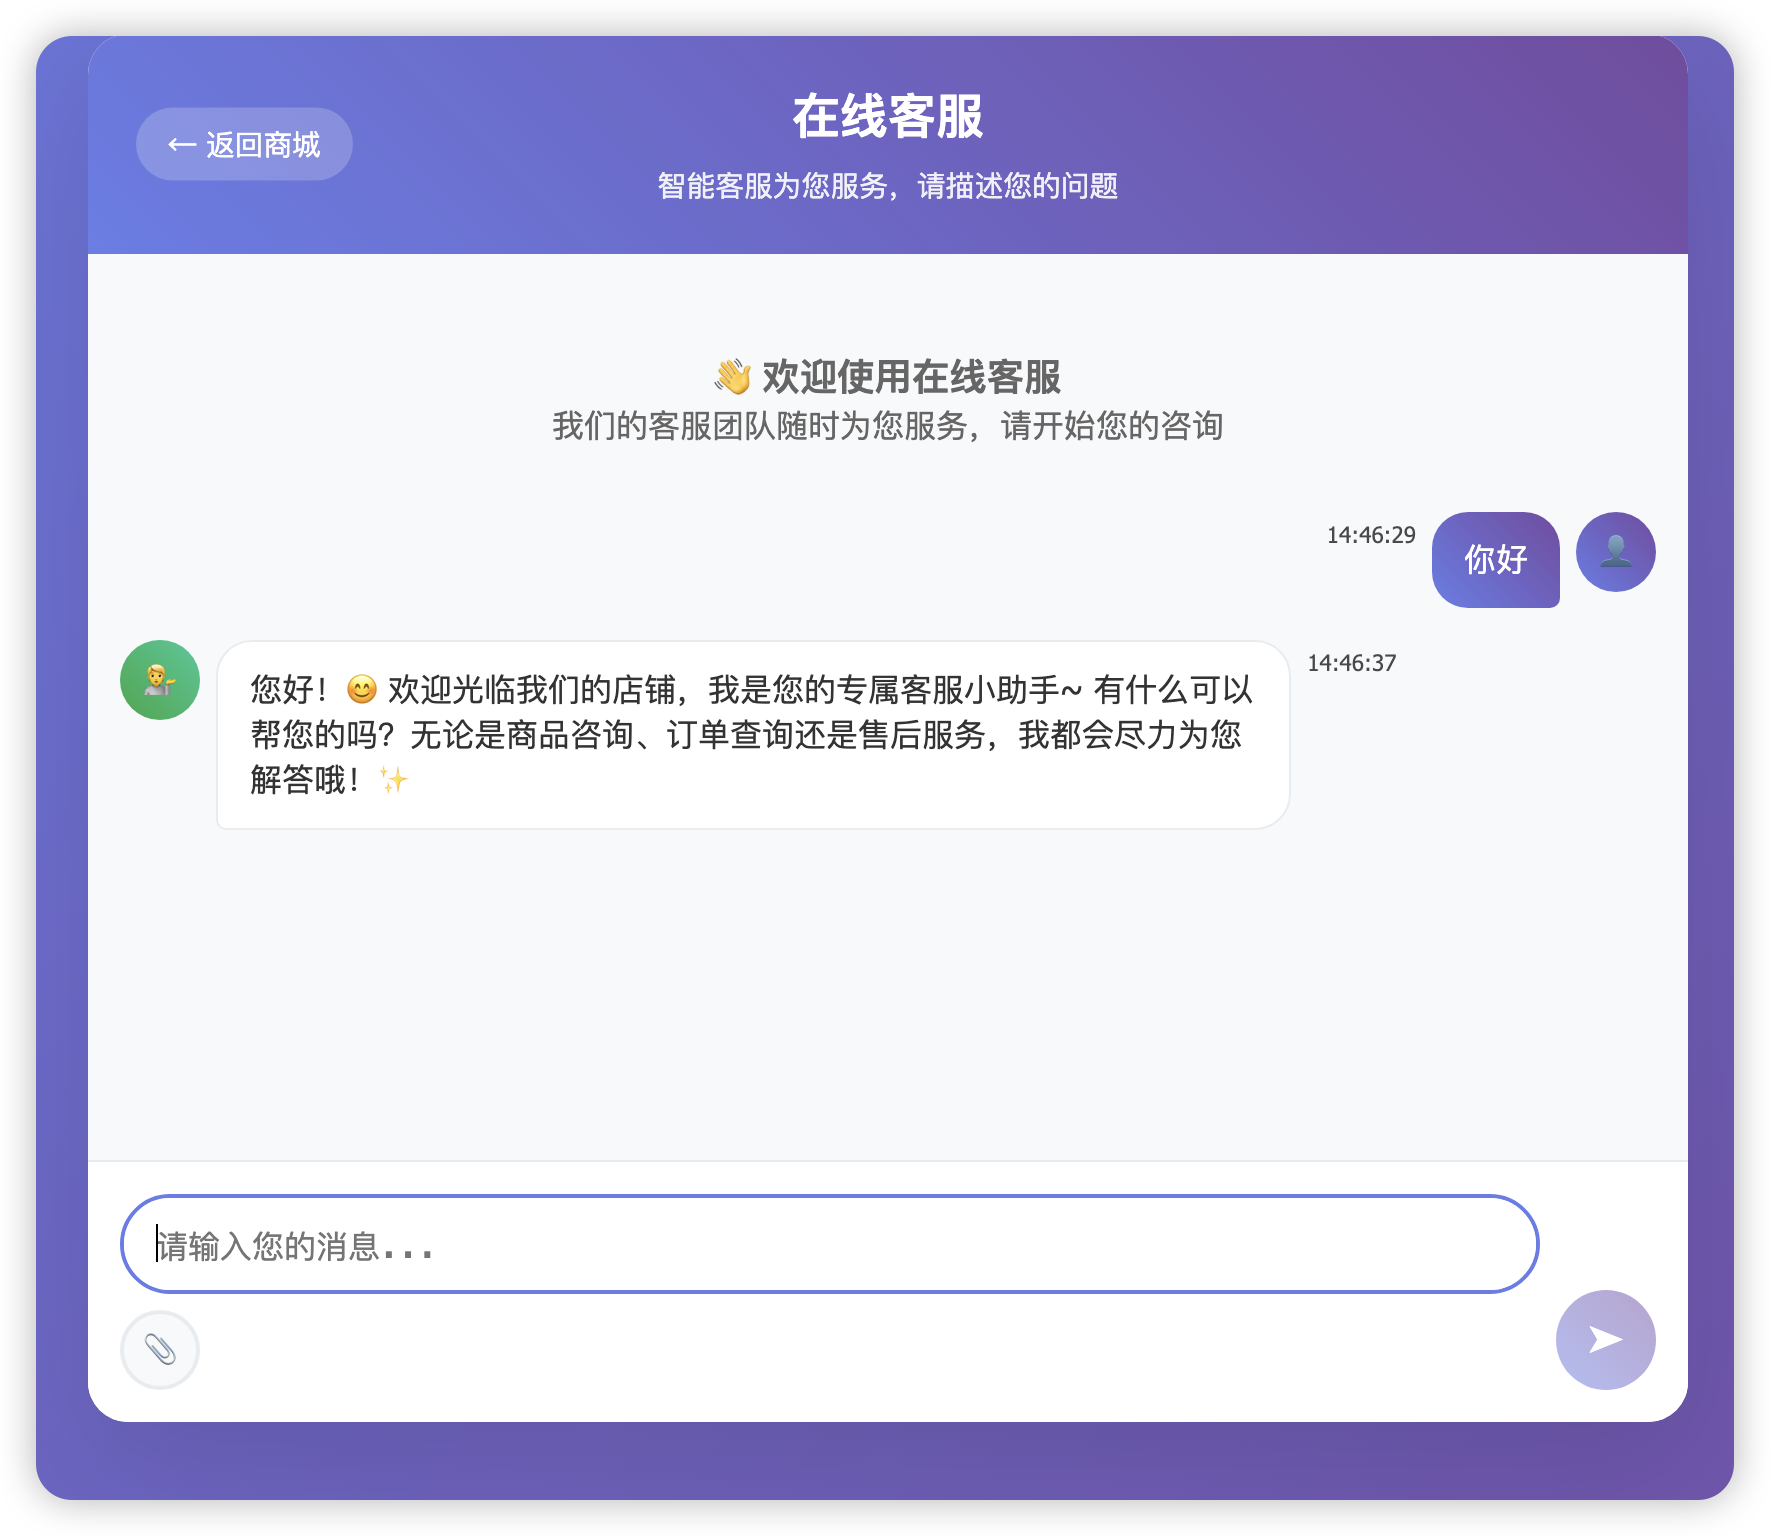 ← 返回商城
在线客服
智能客服为您服务，请描述您的问题
👋 欢迎使用在线客服
我们的客服团队随时为您服务，请开始您的咨询
14:46:29
你好
您好！😊 欢迎光临我们的店铺，我是您的专属客服小助手~ 有什么可以
帮您的吗？无论是商品咨询、订单查询还是售后服务，我都会尽力为您
解答哦！✨
14:46:37
请输入您的消息...